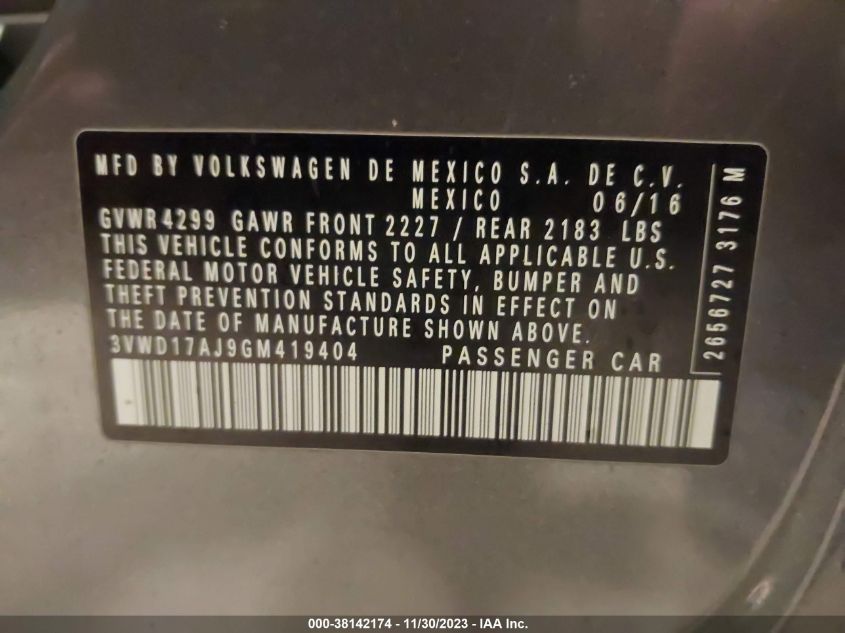 MFD BY VOLKSWAGEN DE MEXICO S.A. DE C.V.
MEXICO 06/16
GVWR 4299 GAWR FRONT 2227 / REAR 2183 LBS
THIS VEHICLE CONFORMS TO ALL APPLICABLE U.S.
FEDERAL MOTOR VEHICLE SAFETY, BUMPER AND
THEFT PREVENTION STANDARDS IN EFFECT ON
THE DATE OF MANUFACTURE SHOWN ABOVE.
3VWD17AJ9GM419404 PASSENGER CAR
2656727 3176 M
000-38142174 - 11/30/2023 - IAA Inc.